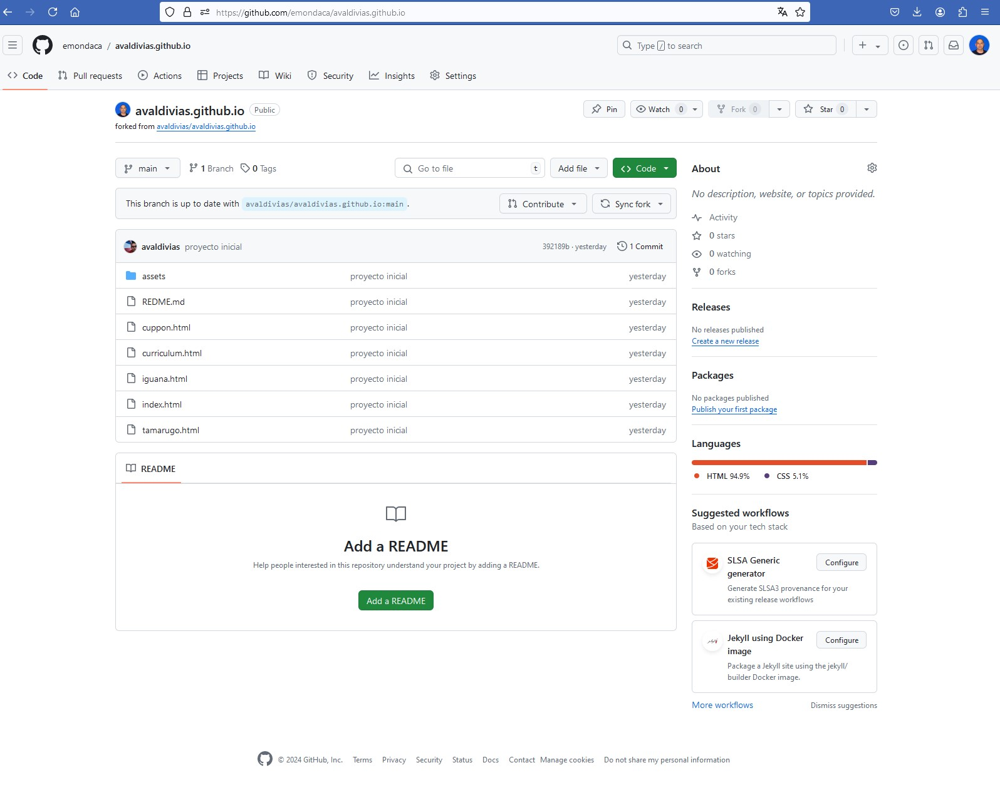 https://github.com/emondaca/avaldivias.github.io
emondaca / avaldivias.github.io
Type / to search
Code Pull requests Actions Projects Wiki Security Insights Settings
avaldivias.github.io Public
Pin Watch 0 Fork 0 Star 0
forked from avaldivias/avaldivias.github.io
main 1 Branch 0 Tags
Go to file t
Add file
Code
This branch is up to date with avaldivias/avaldivias.github.io:main .
Contribute Sync fork
avaldivias proyecto inicial 392189b · yesterday 1 Commit
assets proyecto inicial yesterday
REDME.md proyecto inicial yesterday
cuppon.html proyecto inicial yesterday
curriculum.html proyecto inicial yesterday
iguana.html proyecto inicial yesterday
index.html proyecto inicial yesterday
tamarugo.html proyecto inicial yesterday
README
Add a README
Help people interested in this repository understand your project by adding a README.
Add a README
About
No description, website, or topics provided.
Activity
0 stars
0 watching
0 forks
Releases
No releases published
Create a new release
Packages
No packages published
Publish your first package
Languages
HTML 94.9% CSS 5.1%
Suggested workflows
Based on your tech stack
SLSA Generic
generator
Configure
Generate SLSA3 provenance for your
existing release workflows
Jekyll using Docker
image
Configure
Package a Jekyll site using the jekyll/
builder Docker image.
More workflows Dismiss suggestions
© 2024 GitHub, Inc. Terms Privacy Security Status Docs Contact Manage cookies Do not share my personal information